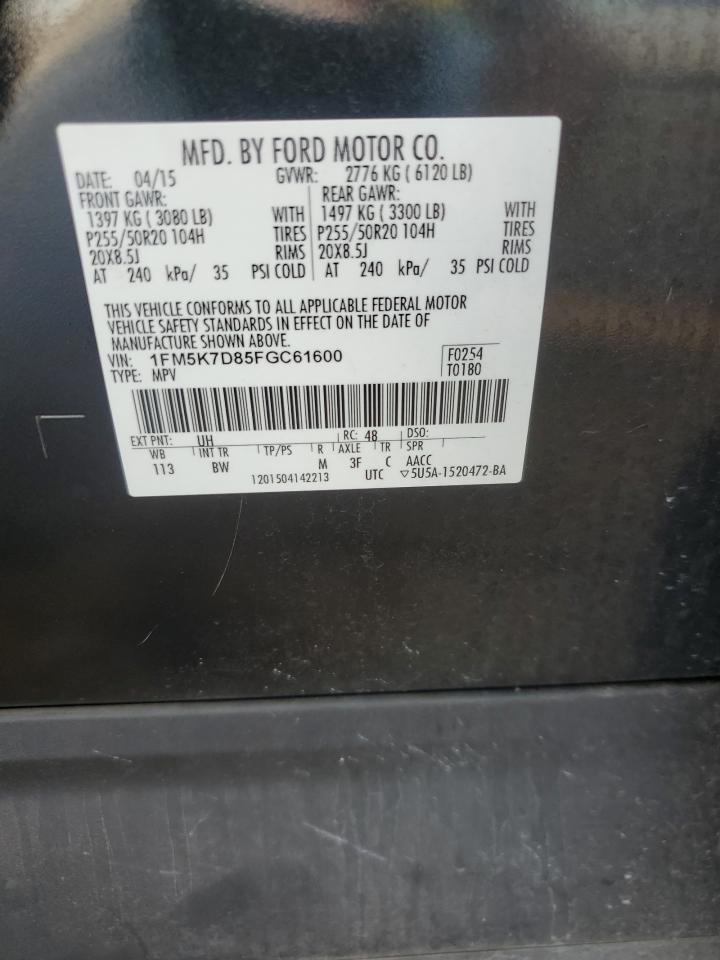 MFD. BY FORD MOTOR CO.
DATE: 04/15 GVWR: 2776 KG ( 6120 LB)
FRONT GAWR: REAR GAWR:
1397 KG ( 3080 LB) WITH 1497 KG ( 3300 LB) WITH
P255/50R20 104H TIRES P255/50R20 104H TIRES
20X8.5J RIMS 20X8.5J RIMS
AT 240 kPa/ 35 PSI COLD AT 240 kPa/ 35 PSI COLD
THIS VEHICLE CONFORMS TO ALL APPLICABLE FEDERAL MOTOR
VEHICLE SAFETY STANDARDS IN EFFECT ON THE DATE OF
MANUFACTURE SHOWN ABOVE.
VIN: 1FM5K7D85FGC61600 F0254
TYPE: MPV T0180
EXT PNT: UH RC: 48 DSO:
WB INT TR TP/PS R AXLE TR SPR
113 BW M 3F C AACC
1201504142213 UTC ▽5U5A-1520472-BA